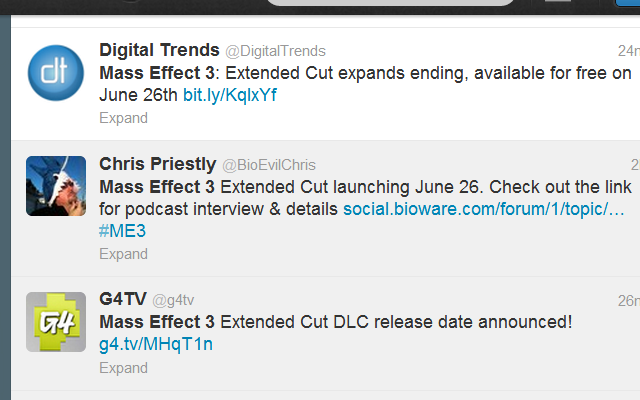 Digital Trends @DigitalTrends 24m
Mass Effect 3: Extended Cut expands ending, available for free on
June 26th bit.ly/KqlxYf
Expand
Chris Priestly @BioEvilChris
Mass Effect 3 Extended Cut launching June 26. Check out the link
for podcast interview & details social.bioware.com/forum/1/topic/…
#ME3
Expand
G4TV @g4tv 26m
Mass Effect 3 Extended Cut DLC release date announced!
g4.tv/MHqT1n
Expand
dt
G4